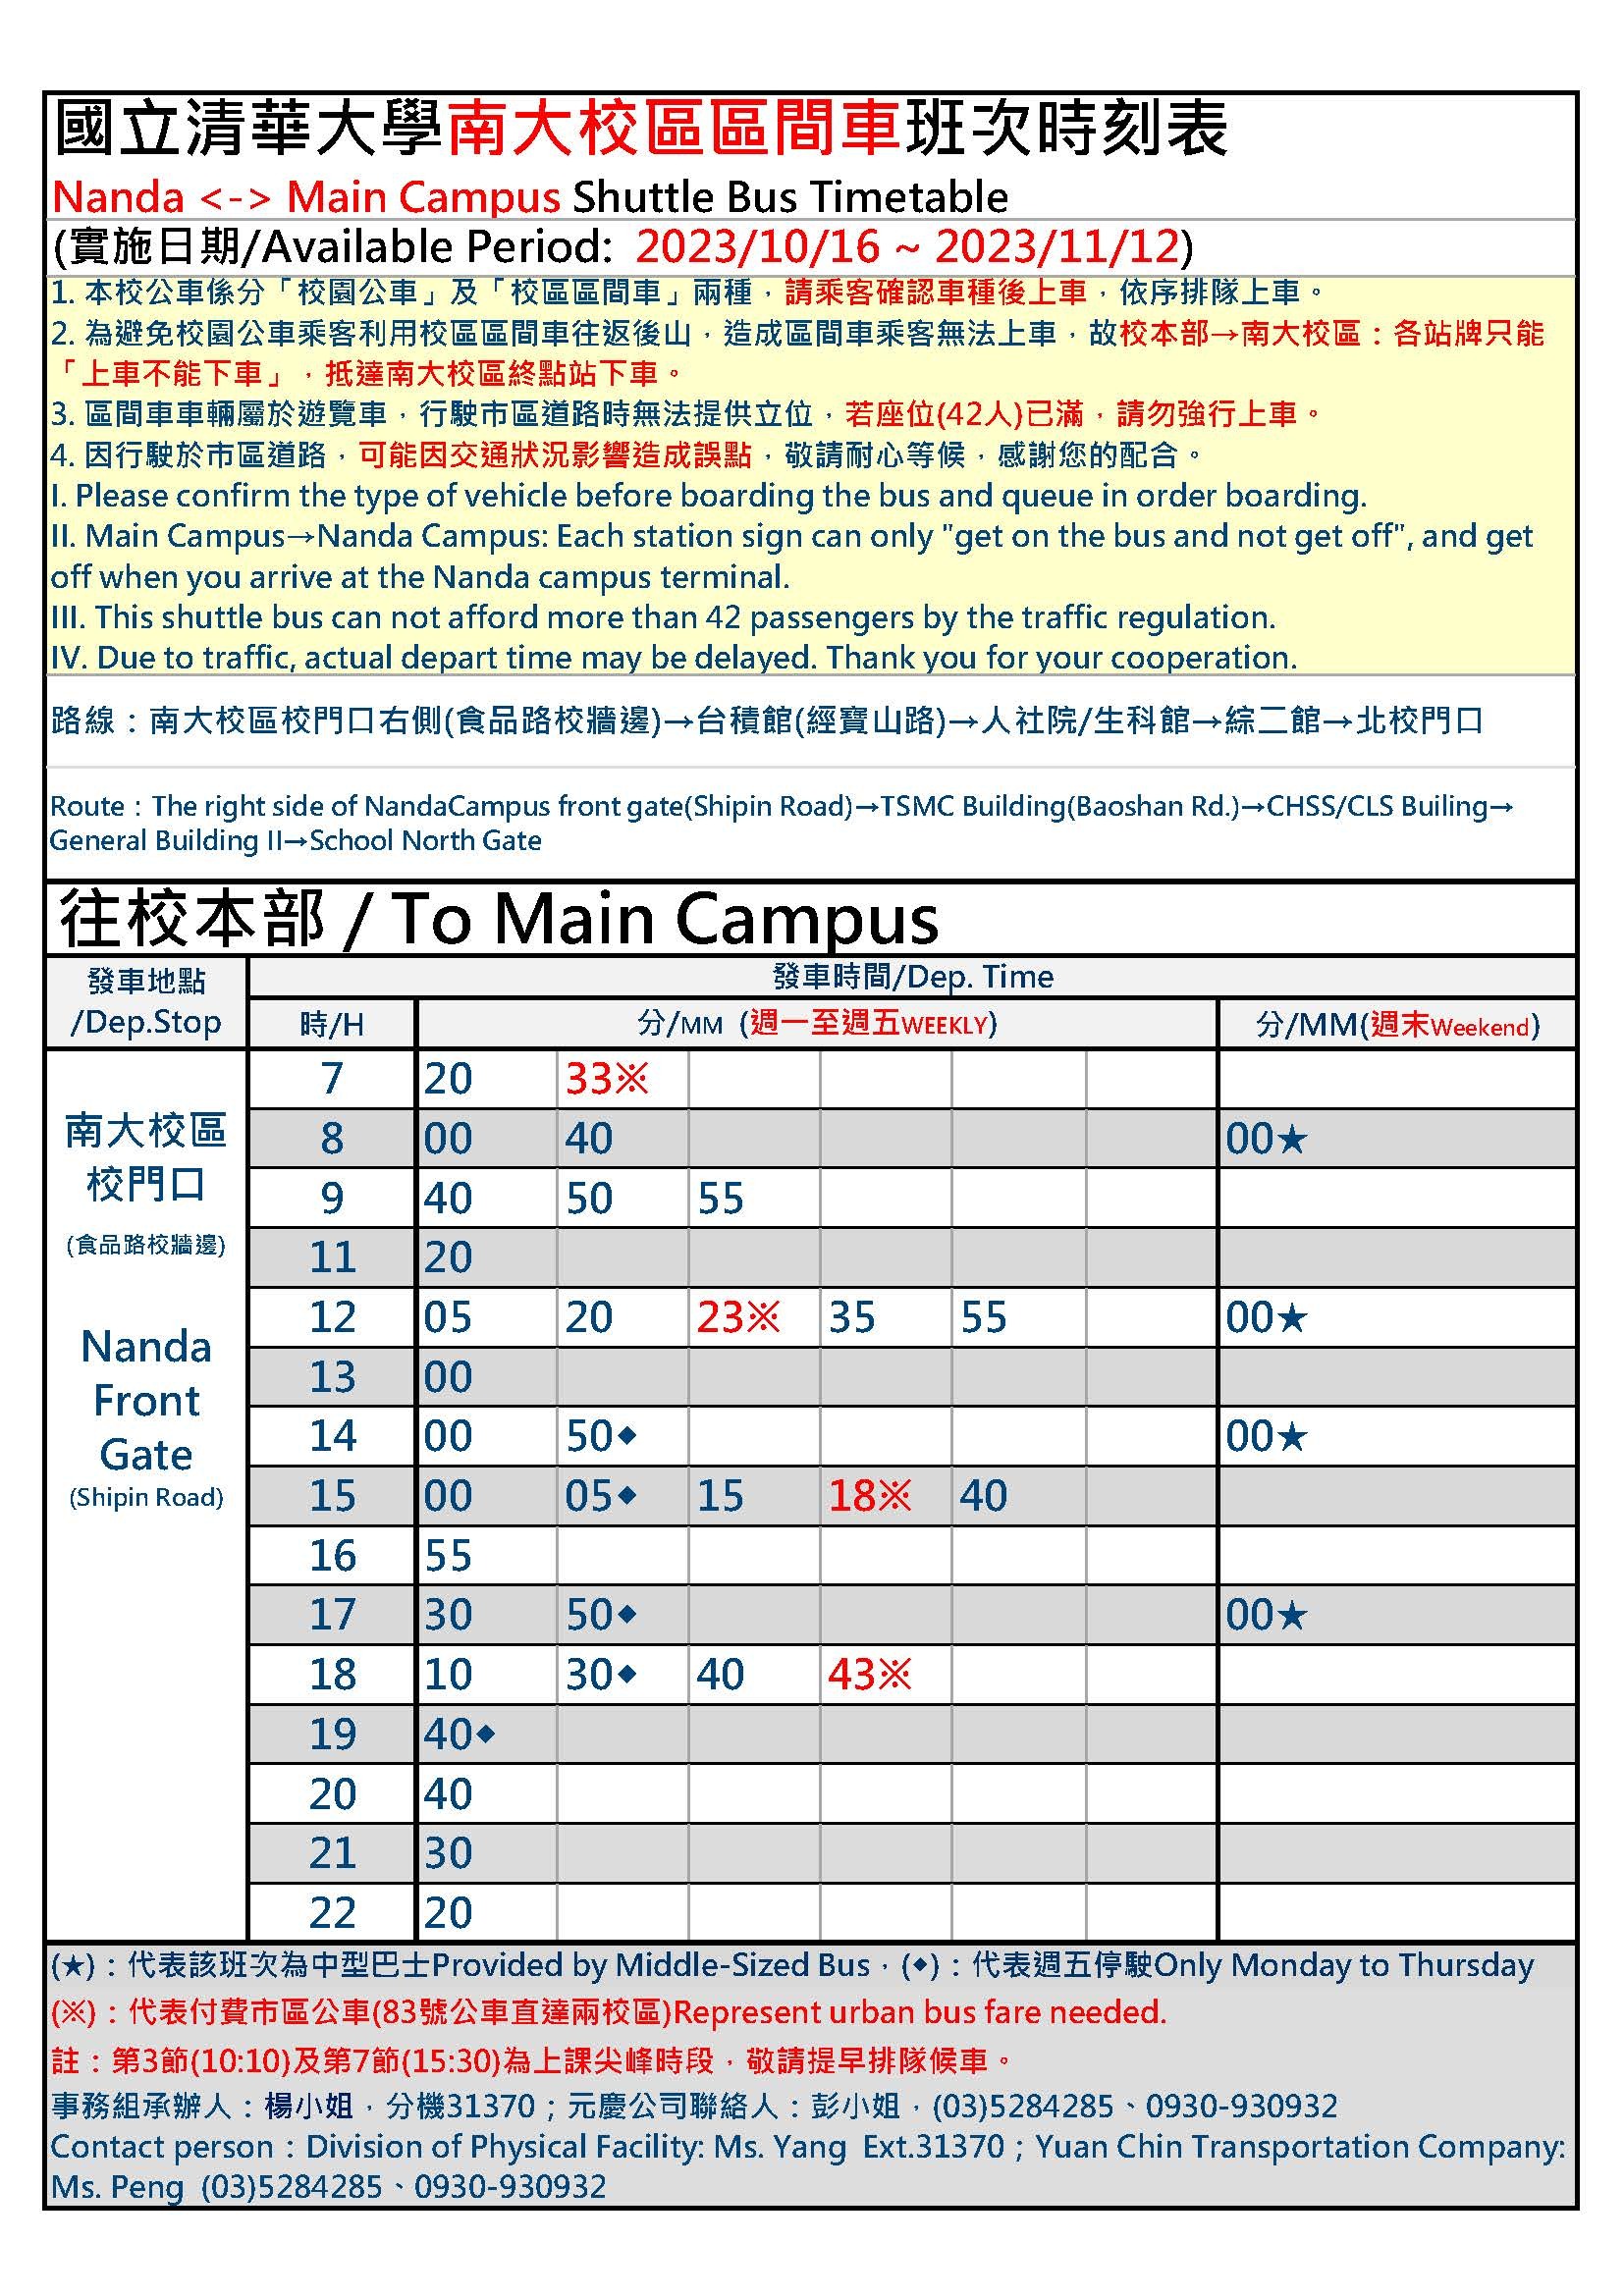 國立清華大學南大校區區間車班次時刻表
Nanda <-> Main Campus Shuttle Bus Timetable
(實施日期/Available Period: 2023/10/16 ~ 2023/11/12)
1. 本校公車係分「校園公車」及「校區區間車」兩種，請乘客確認車種後上車，依序排隊上車。
2. 為避免校園公車乘客利用校區區間車往返後山，造成區間車乘客無法上車，故校本部→南大校區：各站牌只能
「上車不能下車」，抵達南大校區終點站下車。
3. 區間車車輛屬於遊覽車，行駛市區道路時無法提供立位，若座位(42人)已滿，請勿強行上車。
4. 因行駛於市區道路，可能因交通狀況影響造成誤點，敬請耐心等候，感謝您的配合。
I. Please confirm the type of vehicle before boarding the bus and queue in order boarding.
II. Main Campus→Nanda Campus: Each station sign can only "get on the bus and not get off", and get
off when you arrive at the Nanda campus terminal.
III. This shuttle bus can not afford more than 42 passengers by the traffic regulation.
IV. Due to traffic, actual depart time may be delayed. Thank you for your cooperation.
路線：南大校區校門口右側(食品路校牆邊)→台積館(經寶山路)→人社院/生科館→綜二館→北校門口
Route：The right side of NandaCampus front gate(Shipin Road)→TSMC Building(Baoshan Rd.)→CHSS/CLS Builing→
General Building II→School North Gate
往校本部 / To Main Campus
發車地點
/Dep.Stop
發車時間/Dep. Time
時/H 分/MM (週一至週五WEEKLY) 分/MM(週末Weekend)
南大校區
校門口
(食品路校牆邊)
Nanda
Front
Gate
(Shipin Road)
7 20 33※
8 00 40 00★
9 40 50 55
11 20
12 05 20 23※ 35 55 00★
13 00
14 00 50◆ 00★
15 00 05◆ 15 18※ 40
16 55
17 30 50◆ 00★
18 10 30◆ 40 43※
19 40◆
20 40
21 30
22 20
(★)：代表該班次為中型巴士Provided by Middle-Sized Bus，(◆)：代表週五停駛Only Monday to Thursday
(※)：代表付費市區公車(83號公車直達兩校區)Represent urban bus fare needed.
註：第3節(10:10)及第7節(15:30)為上課尖峰時段，敬請提早排隊候車。
事務組承辦人：楊小姐，分機31370；元慶公司聯絡人：彭小姐，(03)5284285、0930-930932
Contact person：Division of Physical Facility: Ms. Yang Ext.31370；Yuan Chin Transportation Company:
Ms. Peng (03)5284285、0930-930932